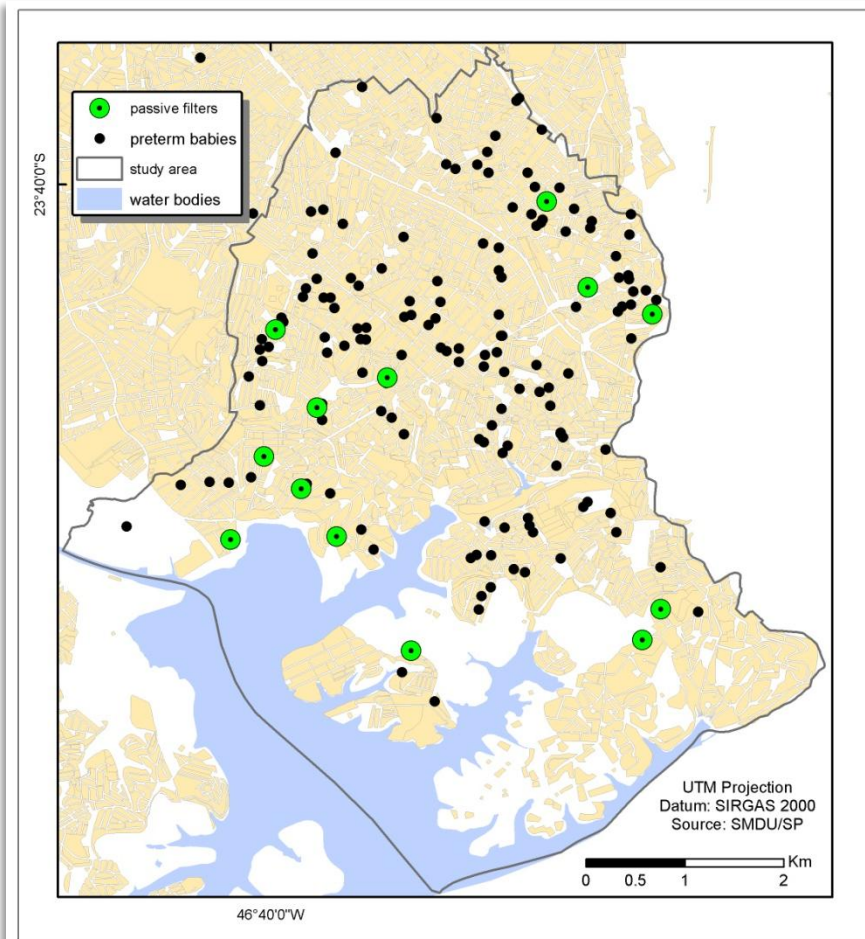 passive filters
preterm babies
study area
water bodies
23°40'0"S
UTM Projection
Datum: SIRGAS 2000
Source: SMDU/SP
Km
0 0.5 1 2
46°40'0"W